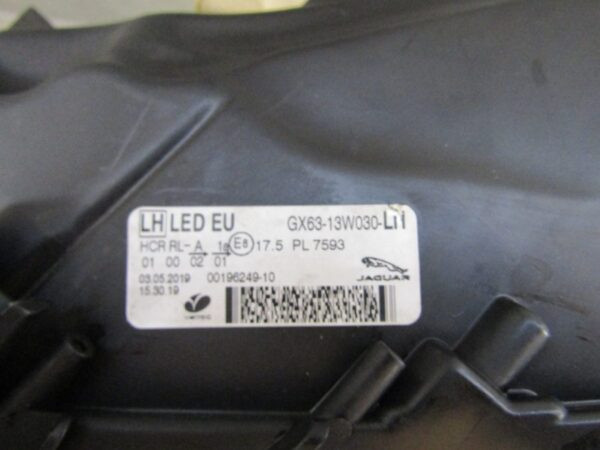 LH LED EU GX63-13W030-LH
HCR RL- A 1a E8 17.5 PL 7593
01 00 02 01
03.05.2019 00196249-10
15.30.19
JAGUAR